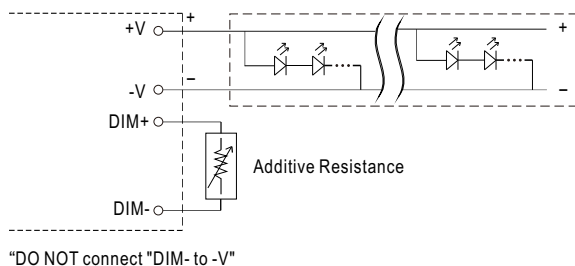 +
+V
+
−
-V
−
DIM+
Additive Resistance
DIM-
“DO NOT connect "DIM- to -V"